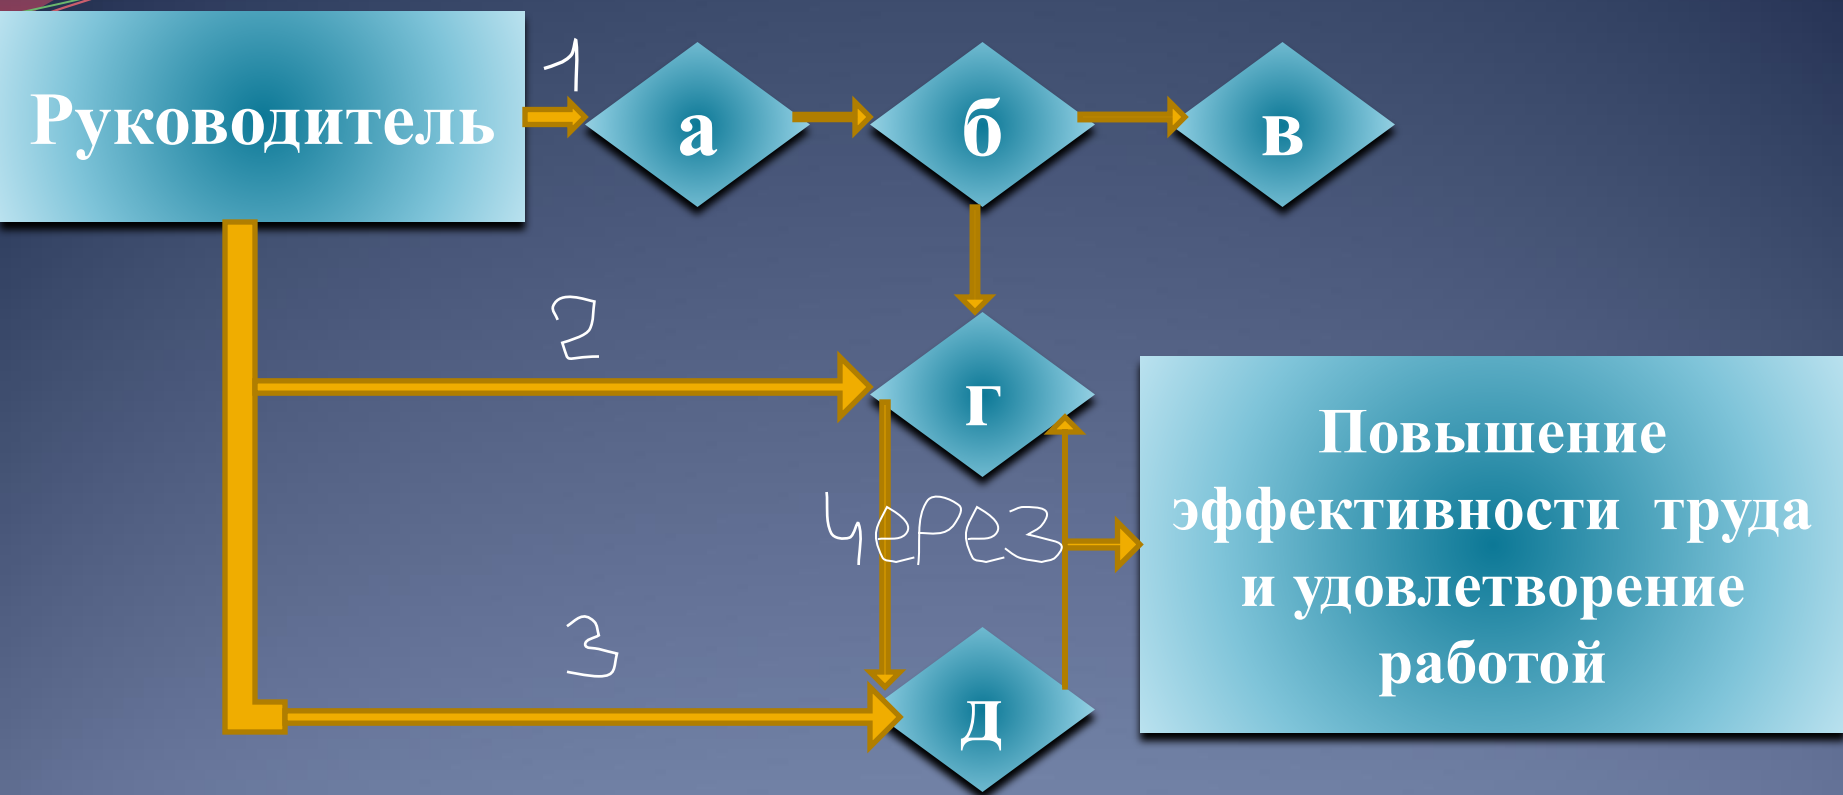 Руководитель
1
а
б
в
2
г
Повышение
эффективности труда
и удовлетворение
работой
через
3
д